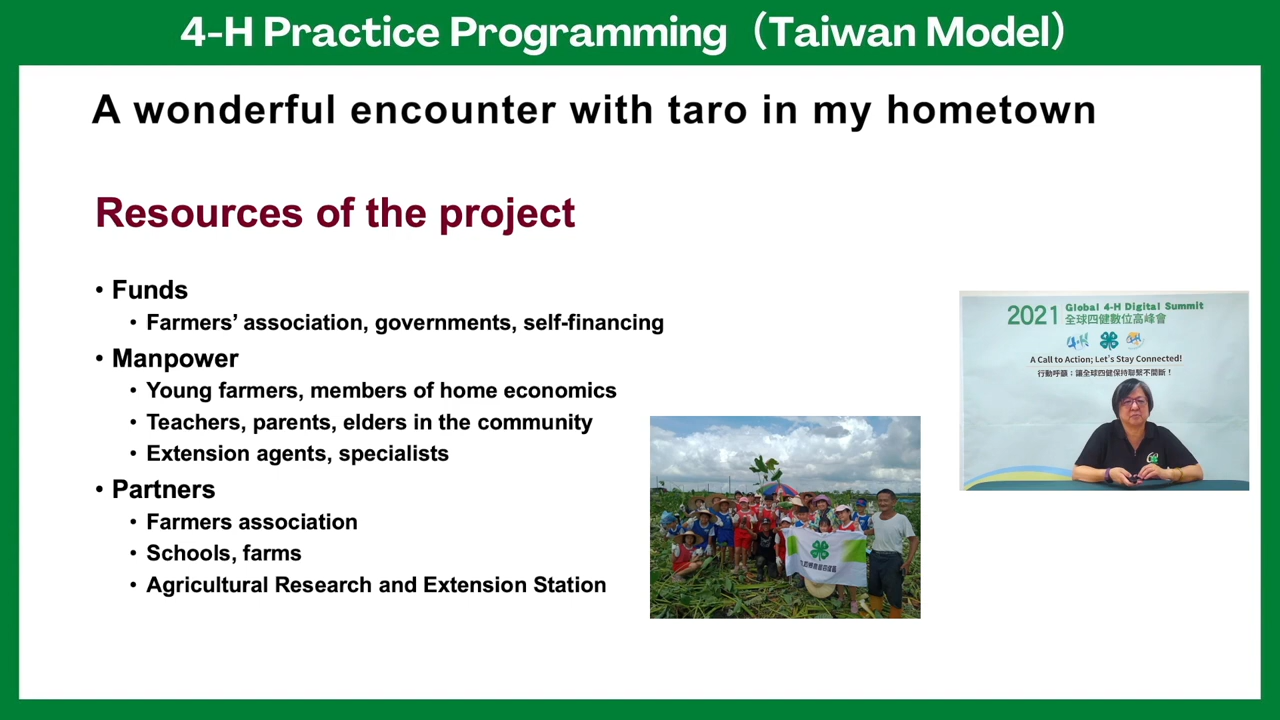 4-H Practice Programming（Taiwan Model）
A wonderful encounter with taro in my hometown
Resources of the project
• Funds
• Farmers’ association, governments, self-financing
• Manpower
• Young farmers, members of home economics
• Teachers, parents, elders in the community
• Extension agents, specialists
• Partners
• Farmers association
• Schools, farms
• Agricultural Research and Extension Station
2021 Global 4-H Digital Summit
全球四健數位高峰會
A Call to Action; Let's Stay Connected!
行動呼籲：讓全球四健保持聯繫不間斷！